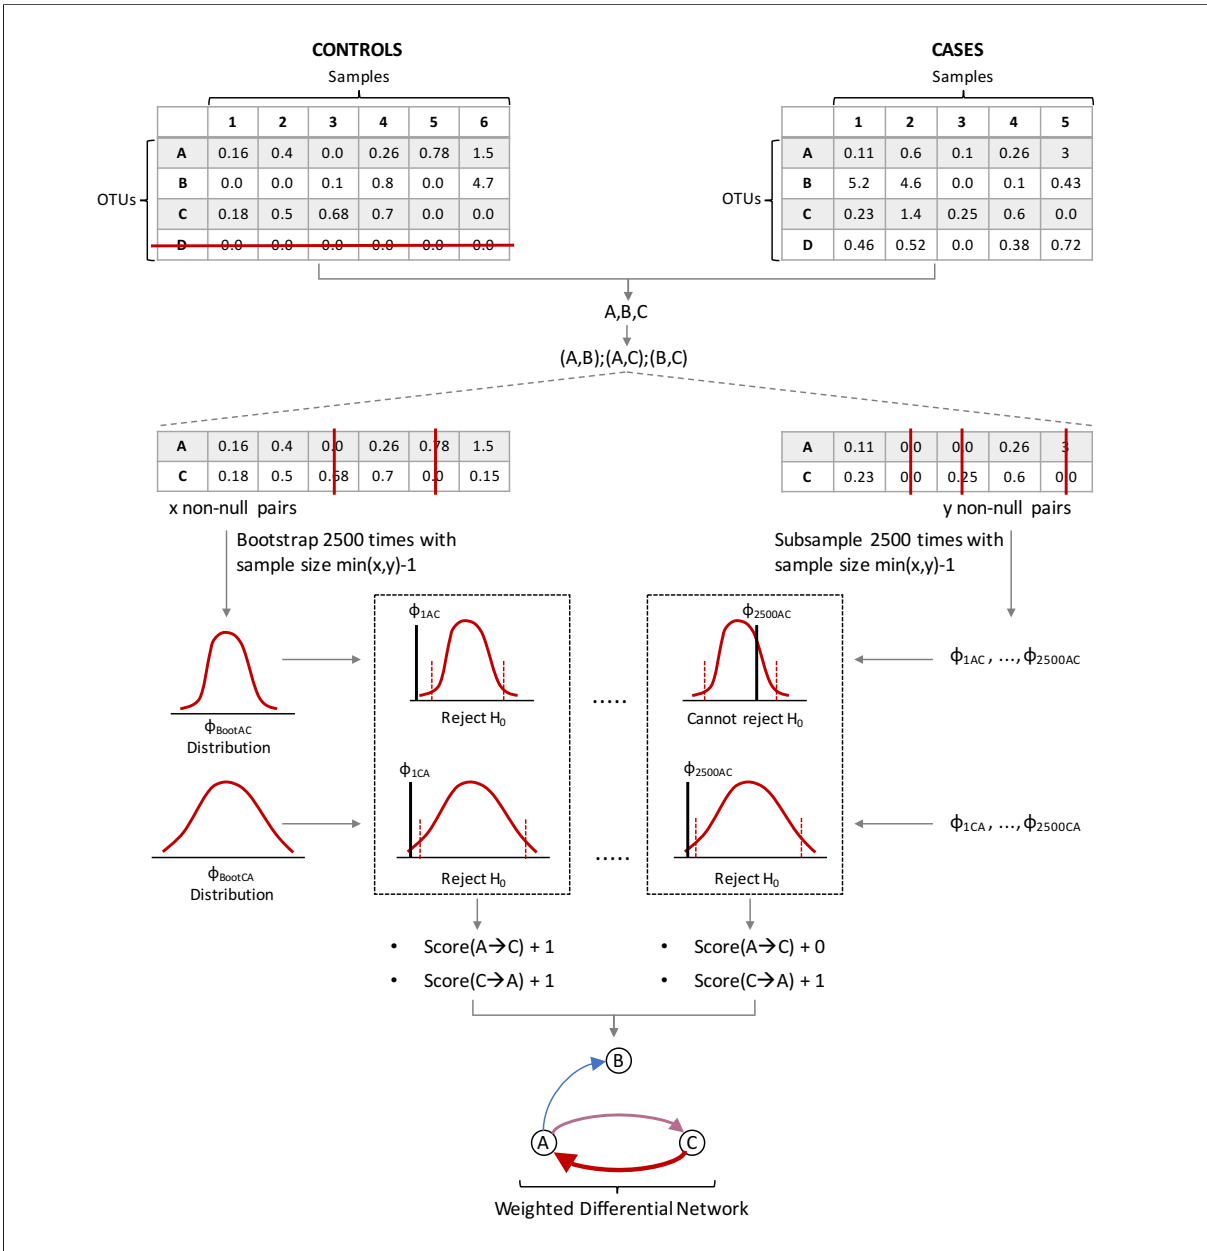 CONTROLS
Samples
1 2 3 4 5 6
A 0.16 0.4 0.0 0.26 0.78 1.5
B 0.0 0.0 0.1 0.8 0.0 4.7
C 0.18 0.5 0.68 0.7 0.0 0.0
D 0.0 0.0 0.0 0.0 0.0 0.0
OTUs
CASES
Samples
1 2 3 4 5
A 0.11 0.6 0.1 0.26 3
B 5.2 4.6 0.0 0.1 0.43
C 0.23 1.4 0.25 0.6 0.0
D 0.46 0.52 0.0 0.38 0.72
OTUs
A,B,C
(A,B);(A,C);(B,C)
A 0.16 0.4 0.0 0.26 0.78 1.5
C 0.18 0.5 0.68 0.7 0.0 0.15
x non-null pairs
A 0.11 0.0 0.0 0.26 3
C 0.23 0.0 0.25 0.6 0.0
y non-null pairs
Bootstrap 2500 times with
sample size min(x,y)-1
Subsample 2500 times with
sample size min(x,y)-1
ϕBootAC
Distribution
ϕ1AC
Reject H0
.....
ϕ2500AC
Cannot reject H0
ϕ1AC , ...,ϕ2500AC
ϕBootCA
Distribution
ϕ1CA
Reject H0
.....
ϕ2500AC
Reject H0
ϕ1CA , ...,ϕ2500CA
• Score(A→C) + 1
• Score(C→A) + 1
• Score(A→C) + 0
• Score(C→A) + 1
B
A
C
Weighted Differential Network